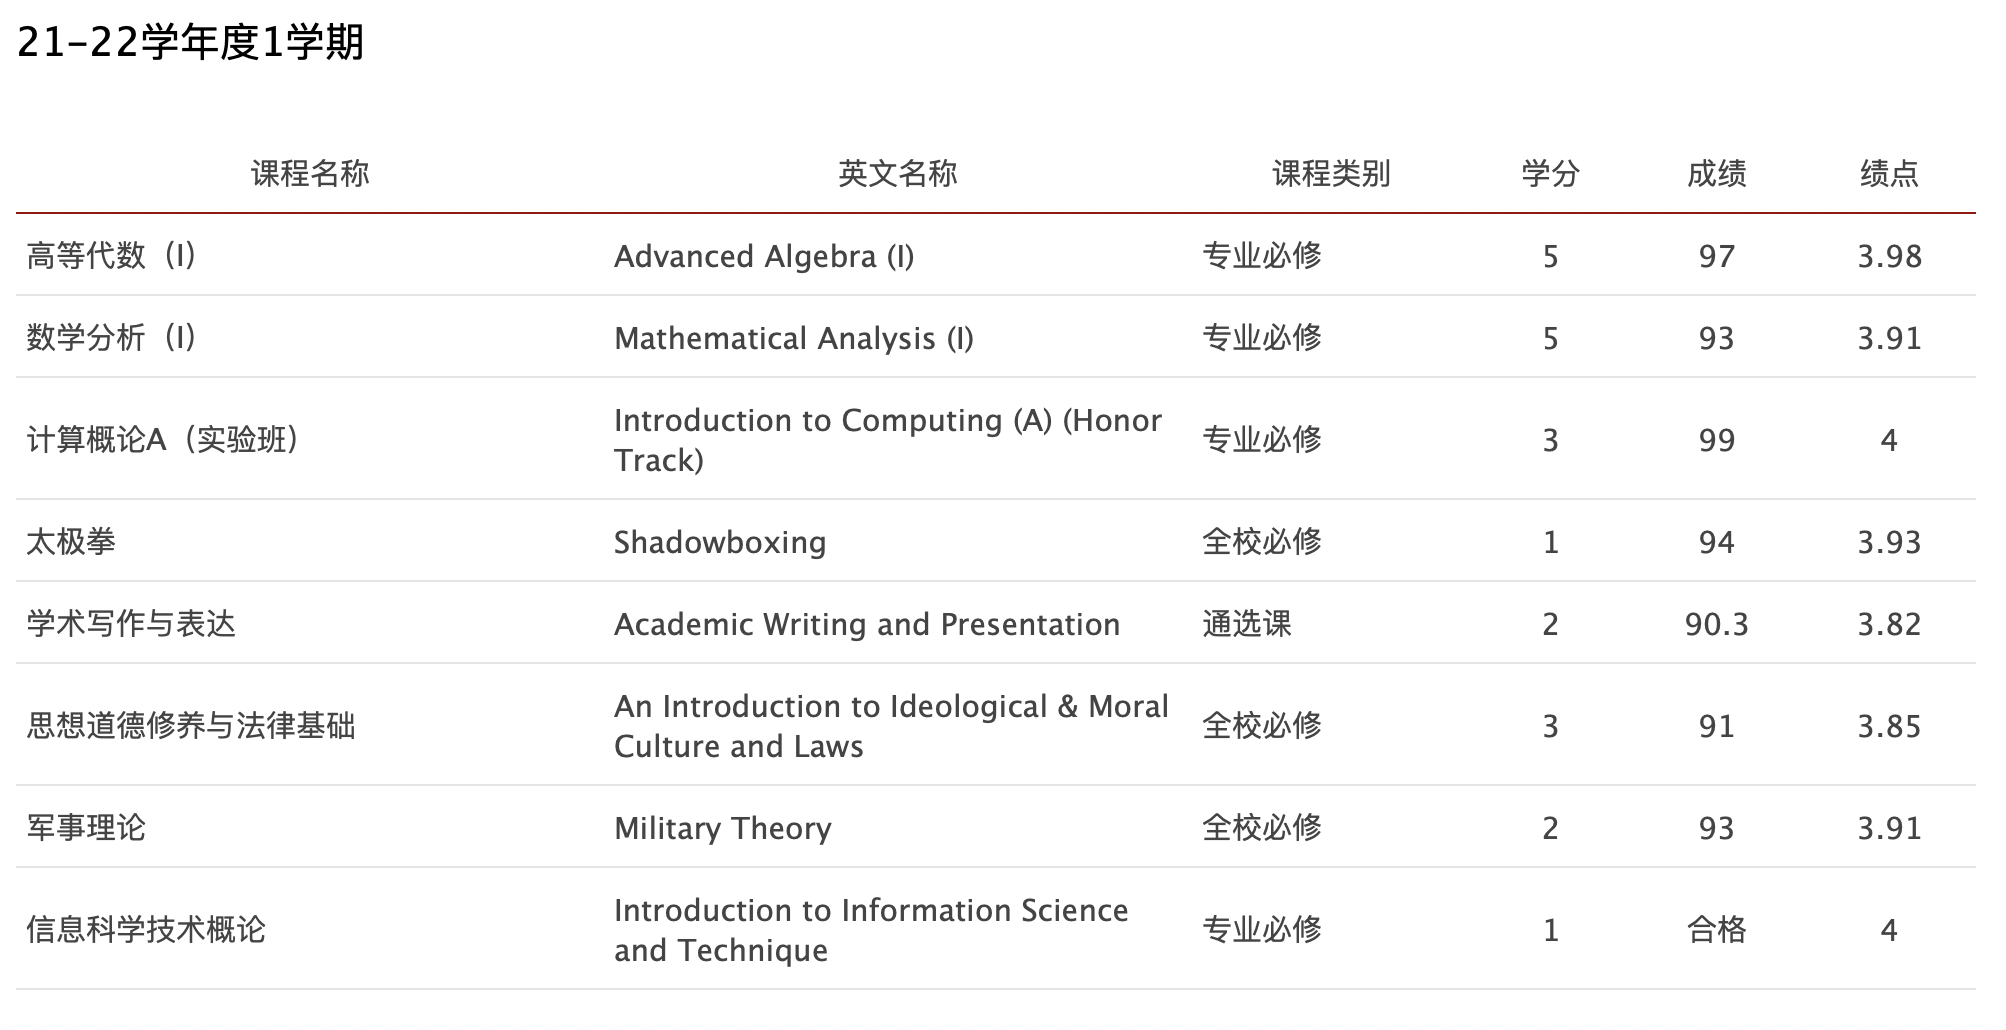 21-22学年度1学期
课程名称 英文名称 课程类别 学分 成绩 绩点
高等代数（I） Advanced Algebra (I) 专业必修 5 97 3.98
数学分析（I） Mathematical Analysis (I) 专业必修 5 93 3.91
计算概论A（实验班） Introduction to Computing (A) (Honor 专业必修 3 99 4
Track)
太极拳 Shadowboxing 全校必修 1 94 3.93
学术写作与表达 Academic Writing and Presentation 通选课 2 90.3 3.82
思想道德修养与法律基础 An Introduction to Ideological & Moral 全校必修 3 91 3.85
Culture and Laws
军事理论 Military Theory 全校必修 2 93 3.91
信息科学技术概论 Introduction to Information Science 专业必修 1 合格 4
and Technique